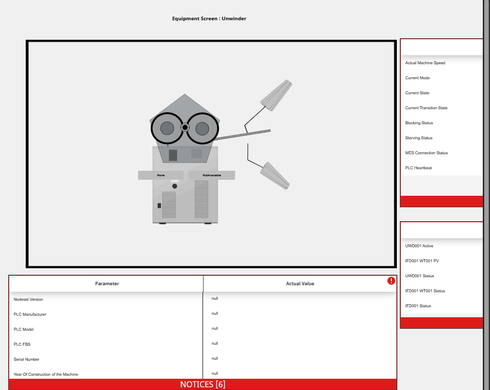 Equipment Screen : Unwinder
Actual Machine Speed
Current Mode
Current State
Current Transition State
Blocking Status
Starving Status
MES Connection Status
PLC Heartbeat
UWD001 Active
IFD001 WT001 PV
UWD001 Status
IFD001 WT001 Status
IFD001 Status
Parameter Actual Value
Nodeset Version null
PLC Manufacturer null
PLC Model null
PLC FBS null
Serial Number null
Year Of Construction of the Machine null
NOTICES [6]